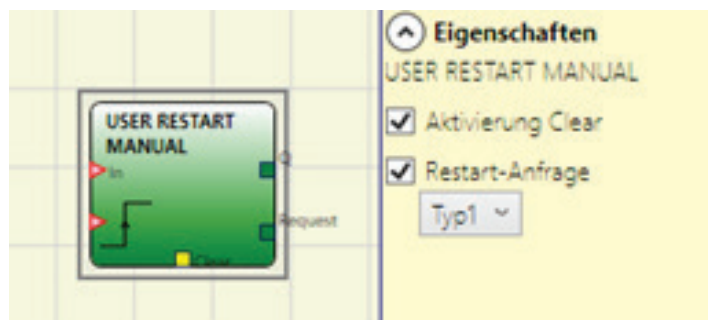 USER RESTART
MANUAL
In
Q
Request
Clear
Eigenschaften
USER RESTART MANUAL
Aktivierung Clear
Restart-Anfrage
Typ1